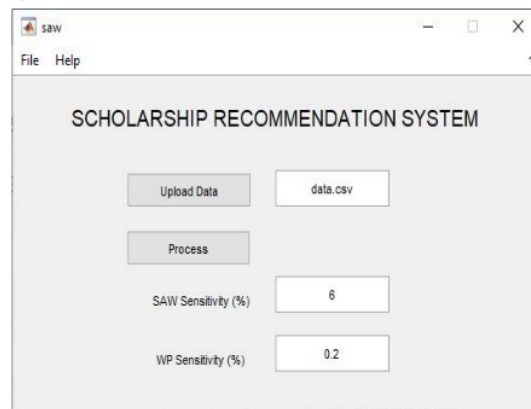 saw
File Help
SCHOLARSHIP RECOMMENDATION SYSTEM
Upload Data data.csv
Process
SAW Sensitivity (%) 6
WP Sensitivity (%) 0.2